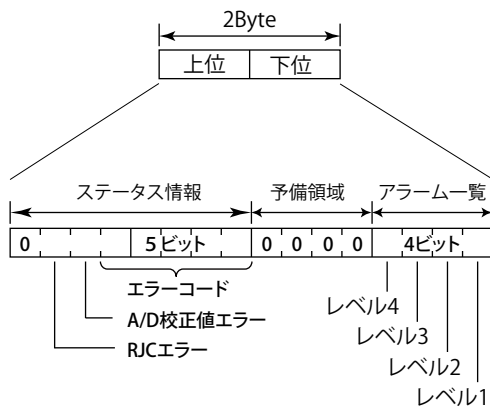 2Byte
上位 下位
ステータス情報 予備領域 アラーム一覧
0 5ビット 0 0 0 0 4ビット
エラーコード
A/D校正値エラー
RJCエラー
レベル4
レベル3
レベル2
レベル1